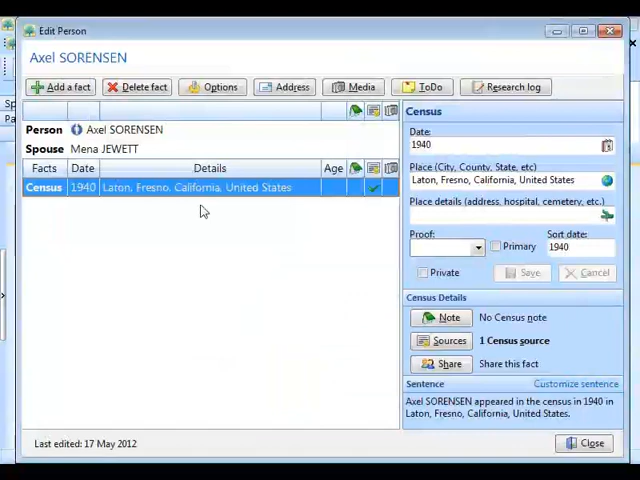 Edit Person
Axel SORENSEN
Add a fact
Delete fact
Options
Address
Media
ToDo
Research log
Person Axel SORENSEN
Spouse Mena JEWETT
Facts Date Details Age
Census 1940 Laton, Fresno, California, United States
Census
Date:
1940
Place (City, County, State, etc)
Laton, Fresno, California, United States
Place details (address, hospital, cemetery, etc.)
Proof:
Primary
Sort date:
1940
Private
Save
Cancel
Census Details
Note No Census note
Sources 1 Census source
Share Share this fact
Sentence Customize sentence
Axel SORENSEN appeared in the census in 1940 in
Laton, Fresno, California, United States.
Last edited: 17 May 2012
Close